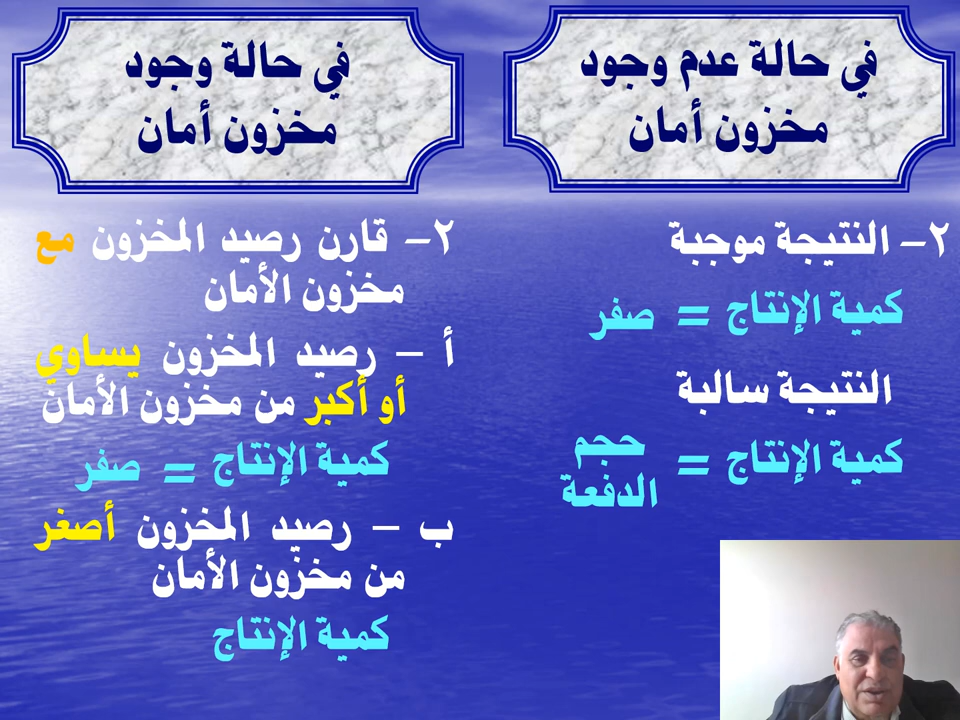 في حالة عدم وجود
مخزون أمان
٢- النتيجة موجبة
كمية الإنتاج = صفر
النتيجة سالبة
كمية الإنتاج = حجم
الدفعة
في حالة وجود
مخزون أمان
٢- قارن رصيد المخزون مع
مخزون الأمان
أ – رصيد المخزون يساوي
أو أكبر من مخزون الأمان
كمية الإنتاج = صفر
ب – رصيد المخزون أصغر
من مخزون الأمان
كمية الإنتاج